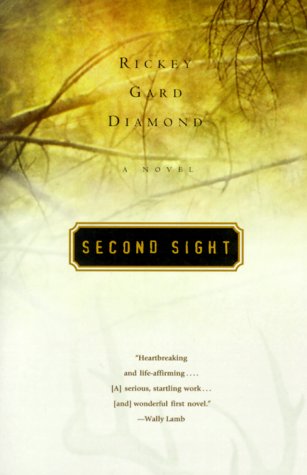 RICKEY
GARD
DIAMOND
A NOVEL
SECOND SIGHT
"Heartbreaking
and life-affirming . . . .
[A] serious, startling work . . .
[and] wonderful first novel."
—Wally Lamb